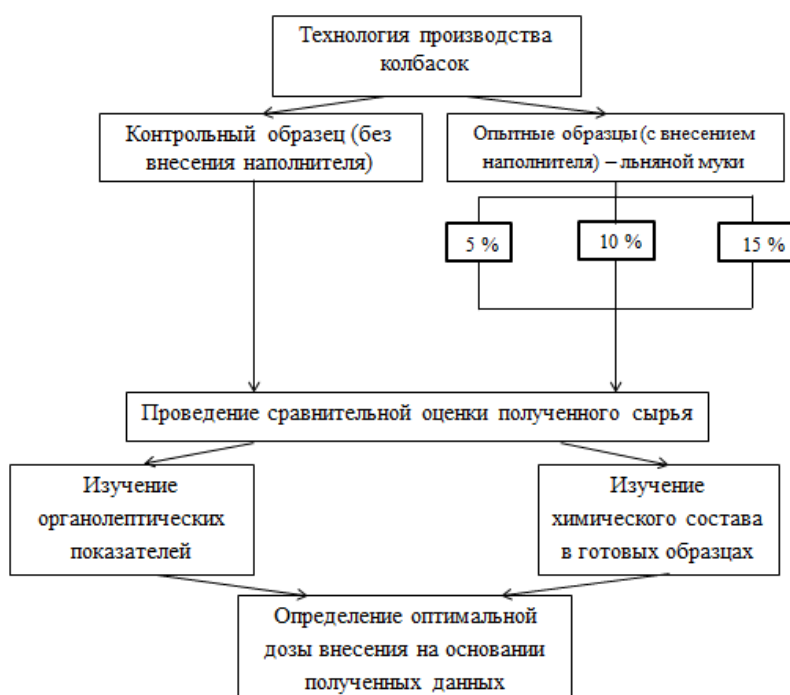 Технология производства
колбасок
Контрольный образец (без
внесения наполнителя)
Опытные образцы (с внесением
наполнителя) – льняной муки
5 %
10 %
15 %
Проведение сравнительной оценки полученного сырья
Изучение
органолептических
показателей
Изучение
химического состава
в готовых образцах
Определение оптимальной
дозы внесения на основании
полученных данных